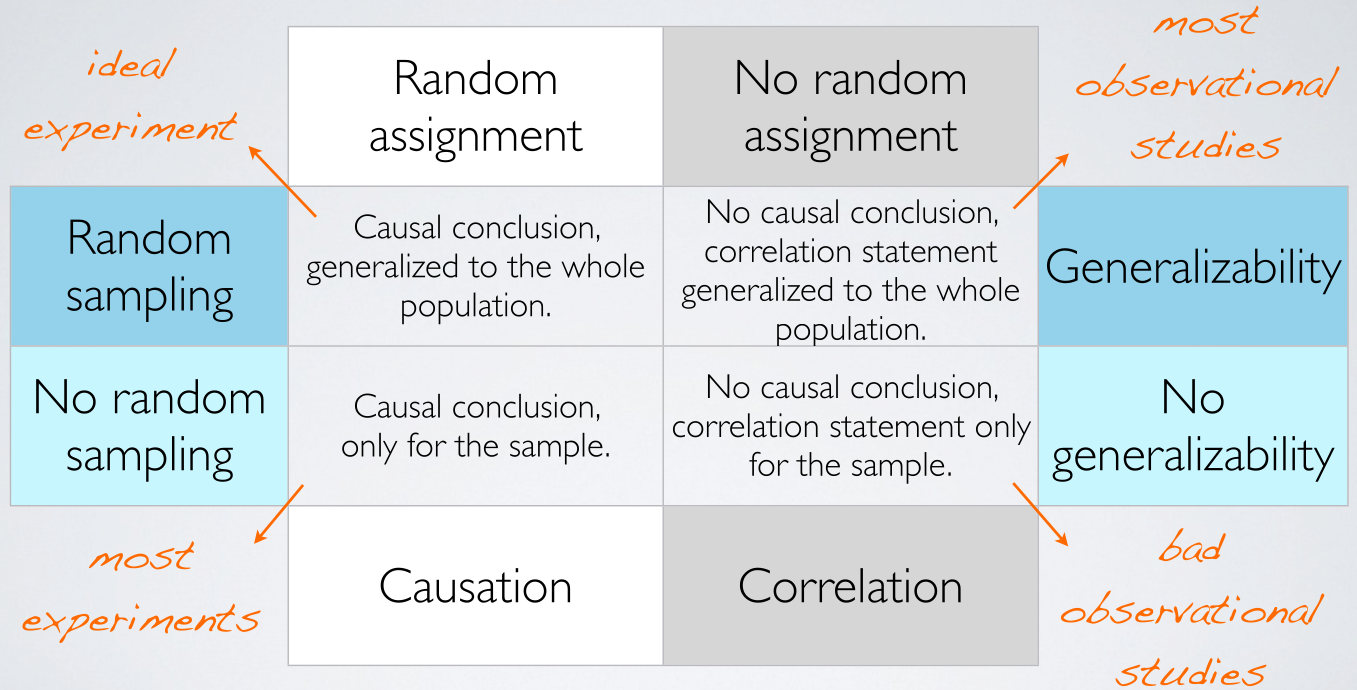 ideal
experiment
Random
assignment
No random
assignment
most
observational
studies
Random
sampling
Causal conclusion,
generalized to the whole
population.
No causal conclusion,
correlation statement
generalized to the whole
population.
Generalizability
No random
sampling
Causal conclusion,
only for the sample.
No causal conclusion,
correlation statement only
for the sample.
No
generalizability
most
experiments
Causation
Correlation
bad
observational
studies